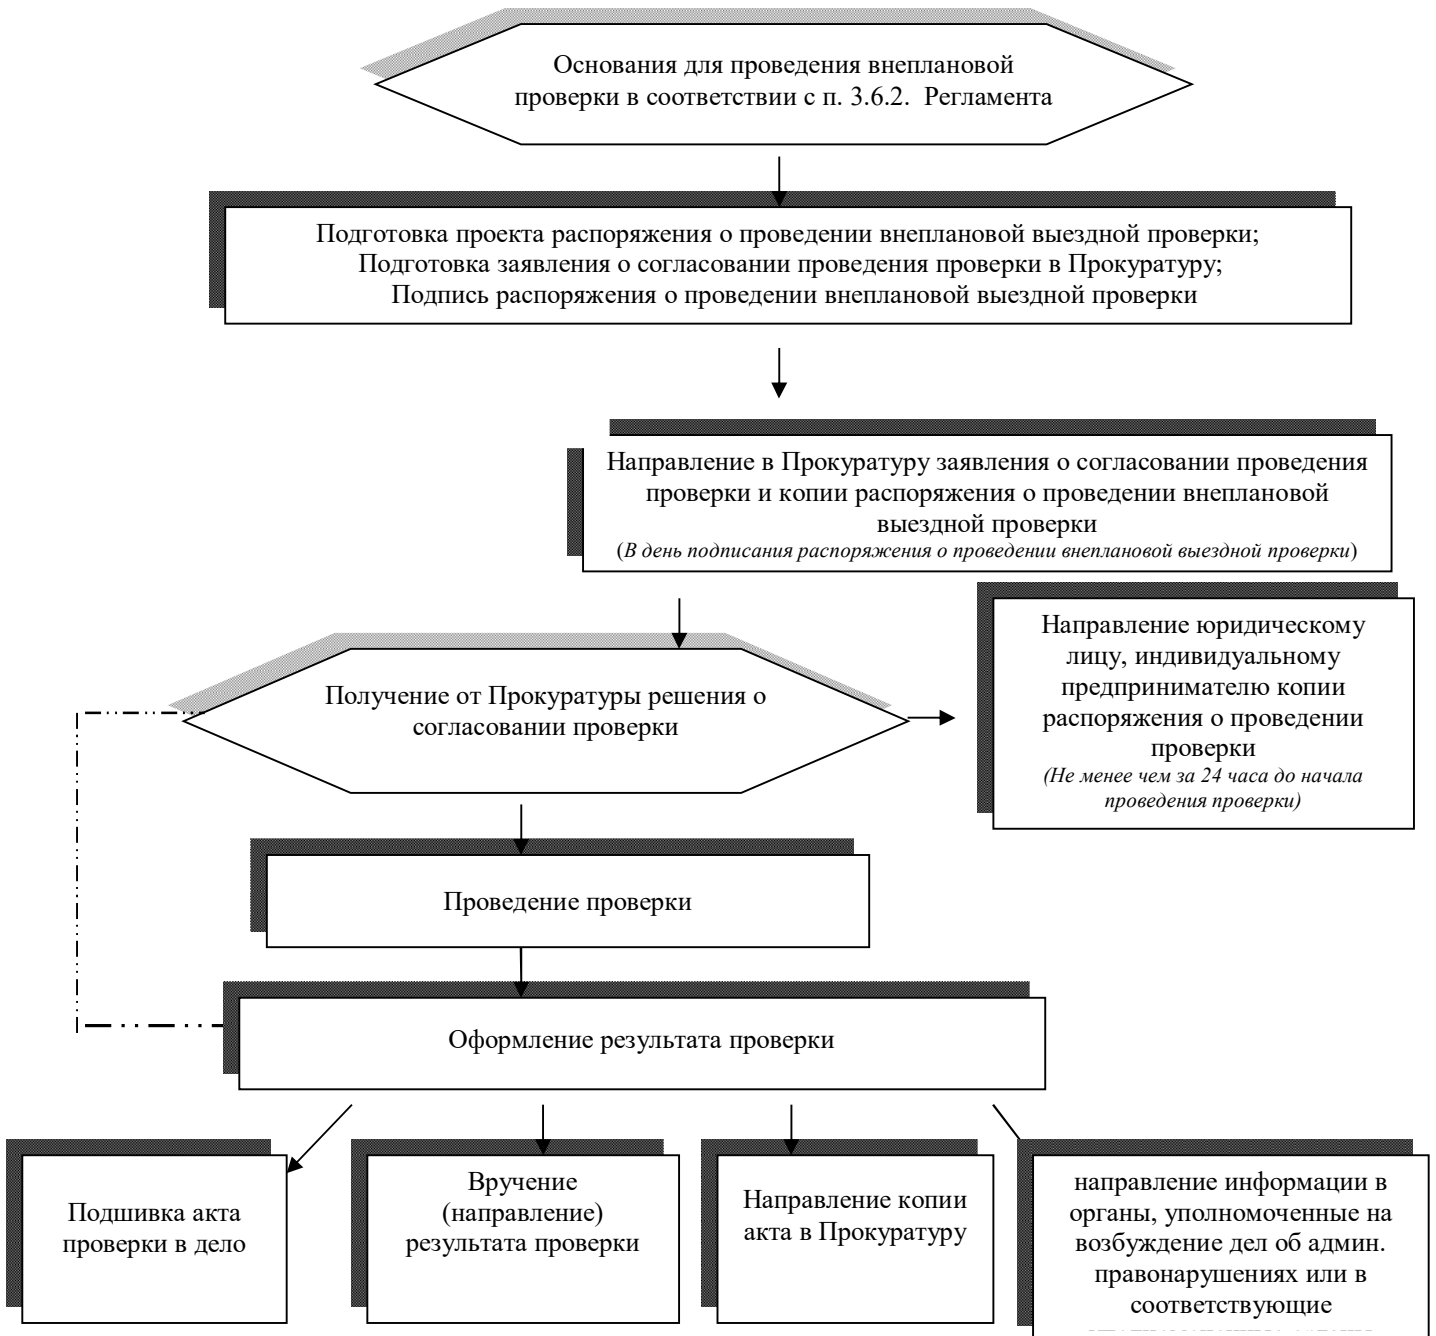 Основания для проведения внеплановой
проверки в соответствии с п. 3.6.2. Регламента
Подготовка проекта распоряжения о проведении внеплановой выездной проверки;
Подготовка заявления о согласовании проведения проверки в Прокуратуру;
Подпись распоряжения о проведении внеплановой выездной проверки
Направление в Прокуратуру заявления о согласовании проведения
проверки и копии распоряжения о проведении внеплановой
выездной проверки
(В день подписания распоряжения о проведении внеплановой выездной проверки)
Направление юридическому
лицу, индивидуальному
предпринимателю копии
распоряжения о проведении
проверки
(Не менее чем за 24 часа до начала
проведения проверки)
Получение от Прокуратуры решения о
согласовании проверки
Проведение проверки
Оформление результата проверки
Подшивка акта
проверки в дело
Вручение
(направление)
результата проверки
Направление копии
акта в Прокуратуру
направление информации в
органы, уполномоченные на
возбуждение дел об админ.
правонарушениях или в
соответствующие